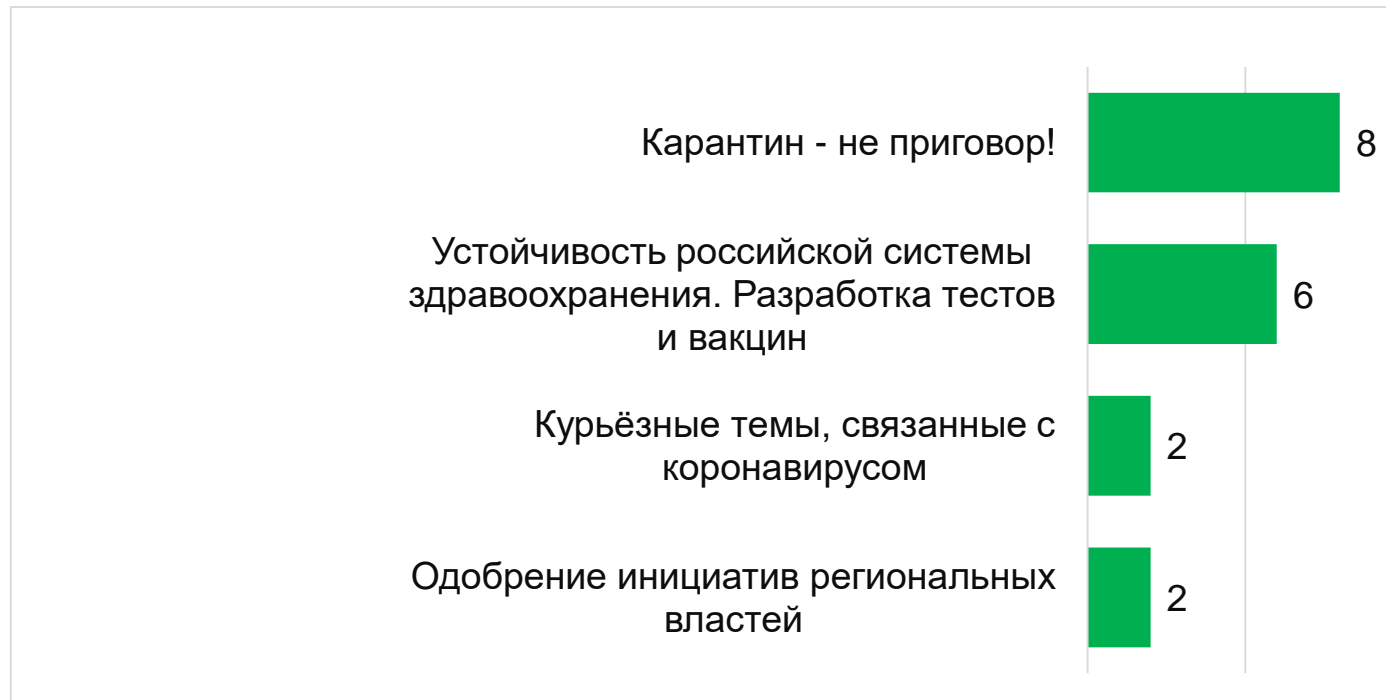 Карантин - не приговор!
8
Устойчивость российской системы
здравоохранения. Разработка тестов
и вакцин
6
Курьёзные темы, связанные с
коронавирусом
2
Одобрение инициатив региональных
властей
2